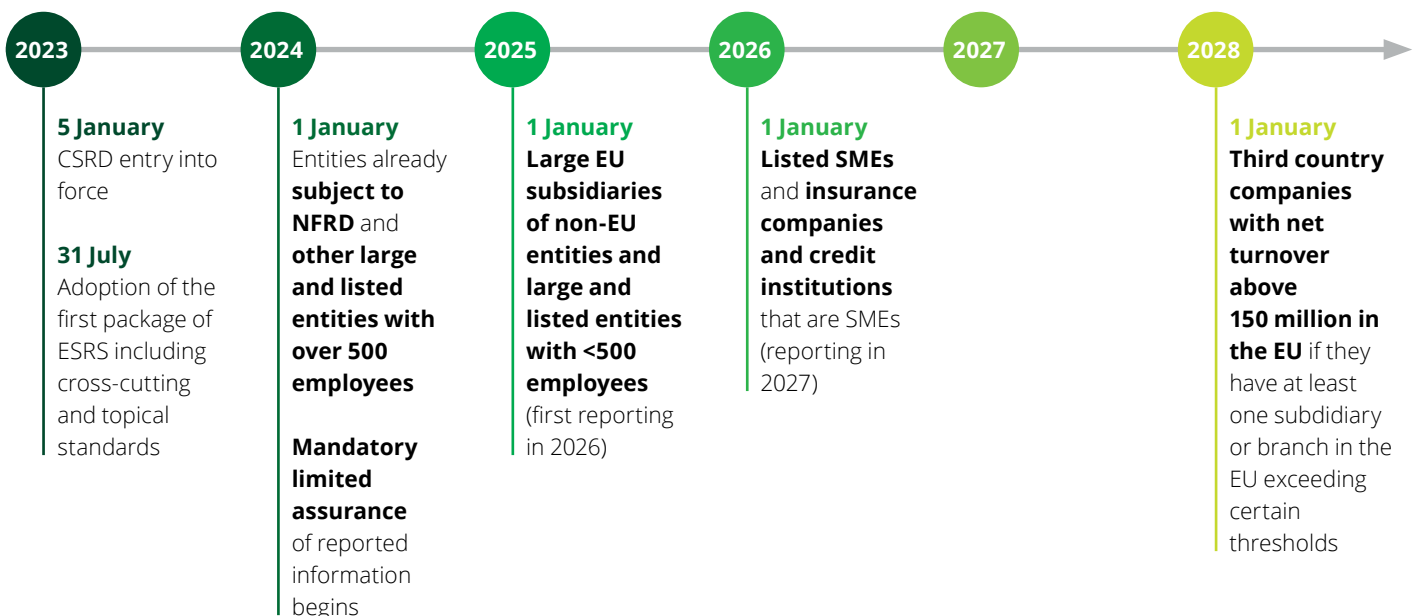 2023
2024
2025
2026
2027
2028
5 January
CSRD entry into
force
31 July
Adoption of the
first package of
ESRS including
cross-cutting
and topical
standards
1 January
Entities already
subject to
NFRD and
other large
and listed
entities with
over 500
employees
Mandatory
limited
assurance
of reported
information
begins
1 January
Large EU
subsidiaries
of non-EU
entities and
large and
listed entities
with <500
employees
(first reporting
in 2026)
1 January
Listed SMEs
and insurance
companies
and credit
institutions
that are SMEs
(reporting in
2027)
1 January
Third country
companies
with net
turnover
above
150 million in
the EU if they
have at least
one subdidiary
or branch in the
EU exceeding
certain
thresholds